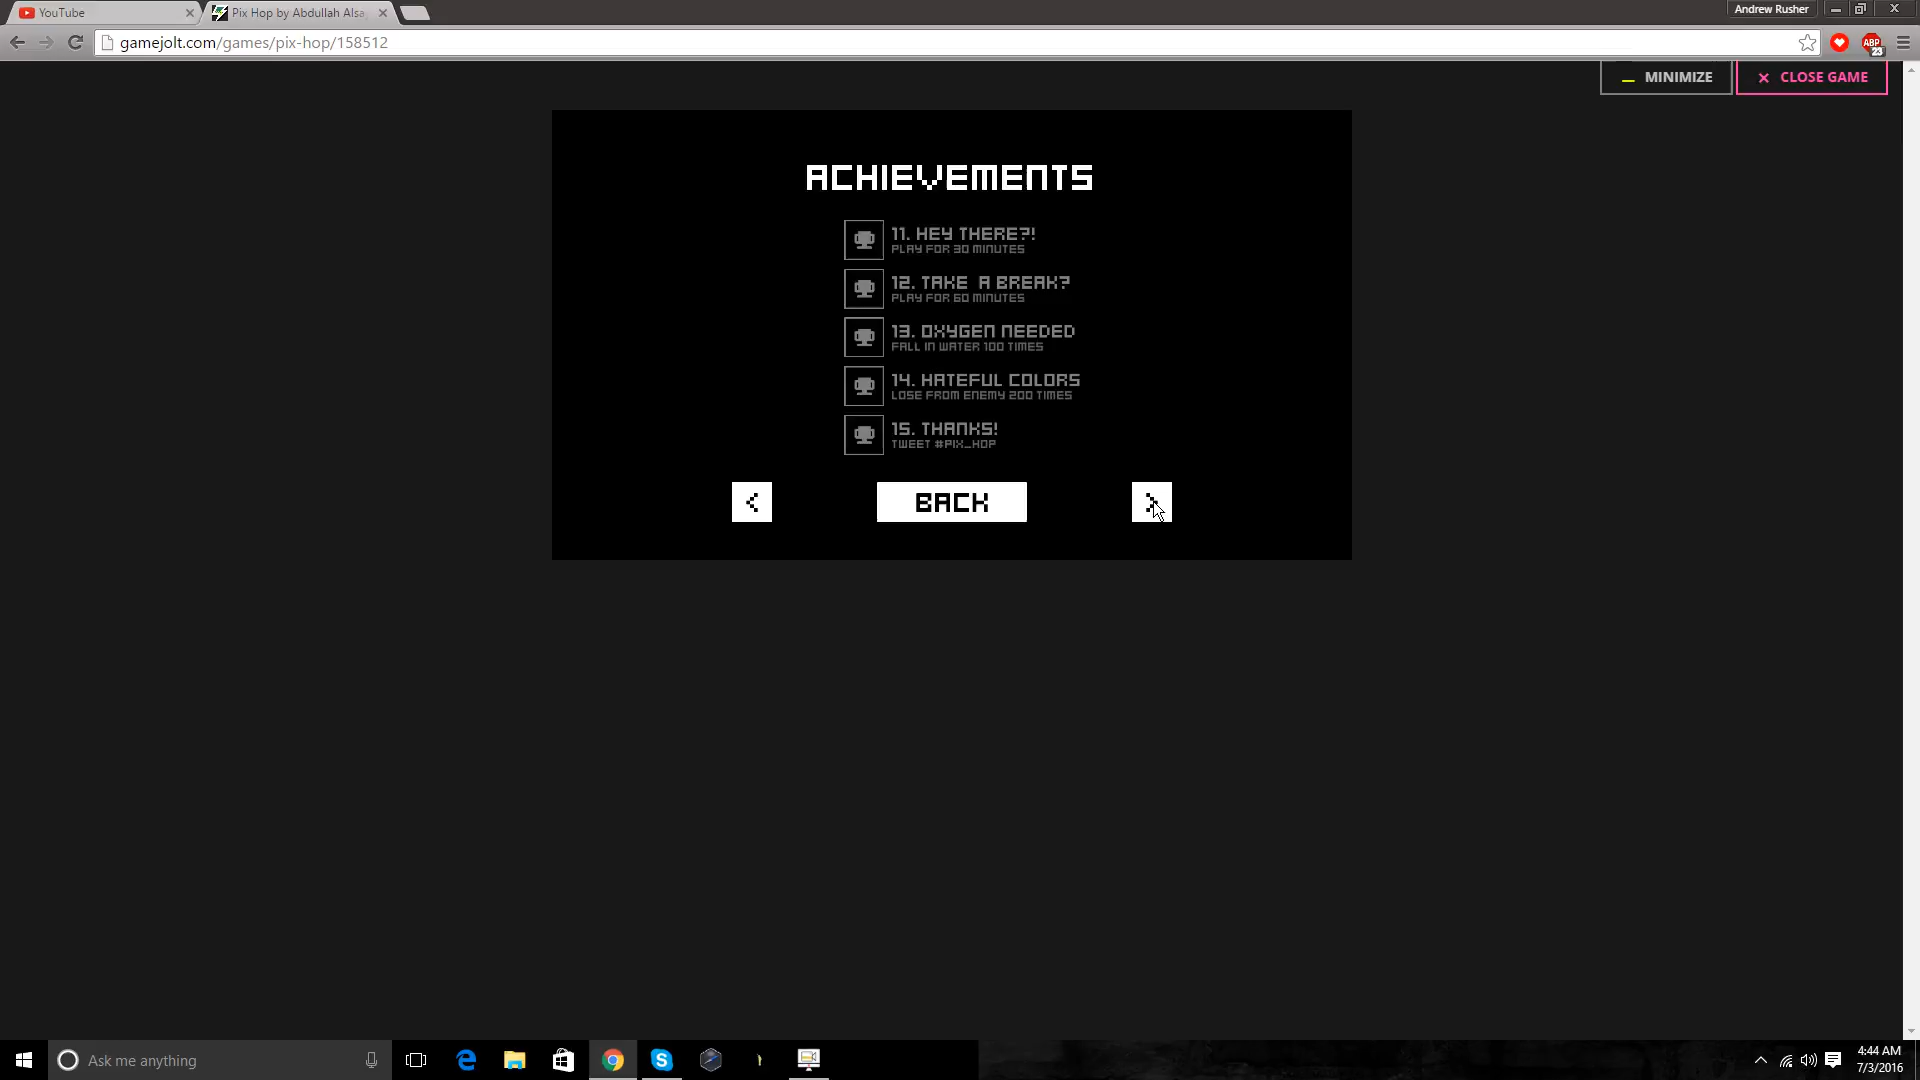 YouTube
Pix Hop by Abdullah Alsa
Andrew Rusher
gamejolt.com/games/pix-hop/158512
ABP
23
MINIMIZE
CLOSE GAME
ACHIEVEMENTS
11. HEY THERE?!
PLAY FOR 30 MINUTES
12. TAKE A BREAK?
PLAY FOR 60 MINUTES
13. OXYGEN NEEDED
FALL IN WATER 100 TIMES
14. HATEFUL COLORS
LOSE FROM ENEMY 200 TIMES
15. THANKS!
TWEET #PIX_HOP
< BACK >
Ask me anything
4:44 AM
7/3/2016